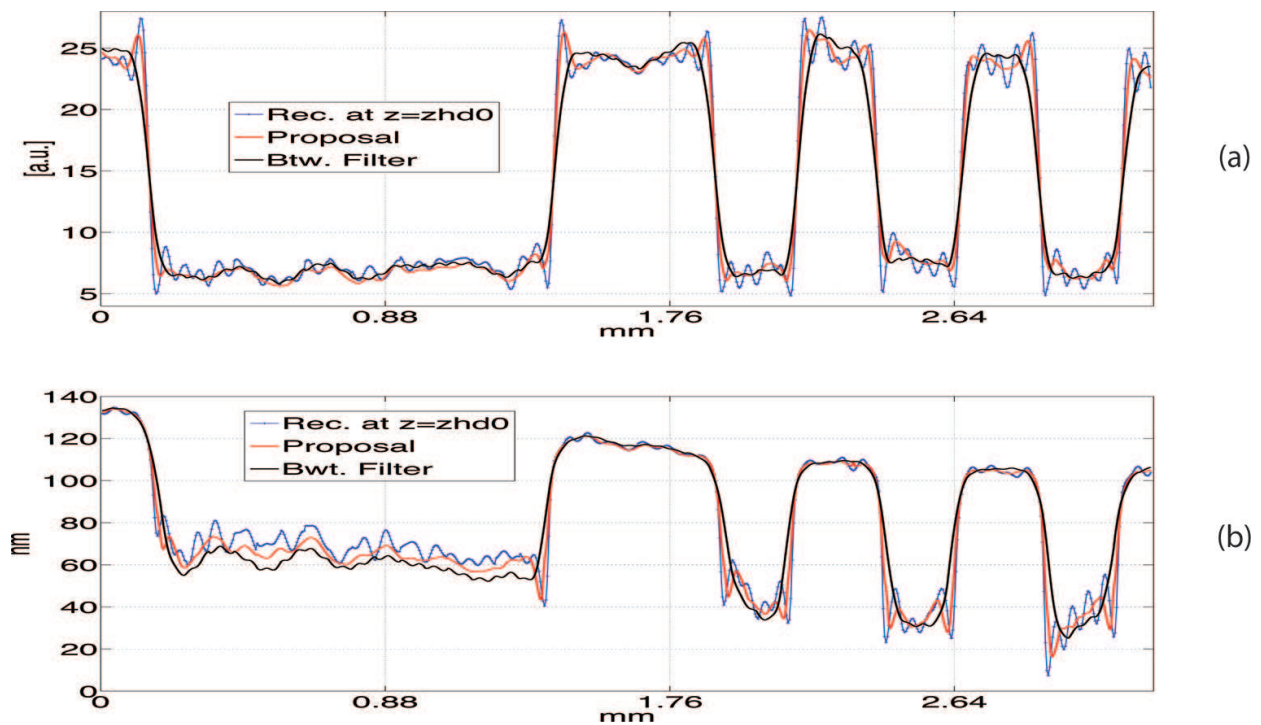 25
20
15
10
5
[a.u.]
Rec. at z=zhd0
Proposal
Btw. Filter
(a)
0
0.88
1.76
2.64
mm
140
120
100
80
60
40
20
0
nm
Rec. at z=zhd0
Proposal
Bwt. Filter
(b)
0
0.88
1.76
2.64
mm